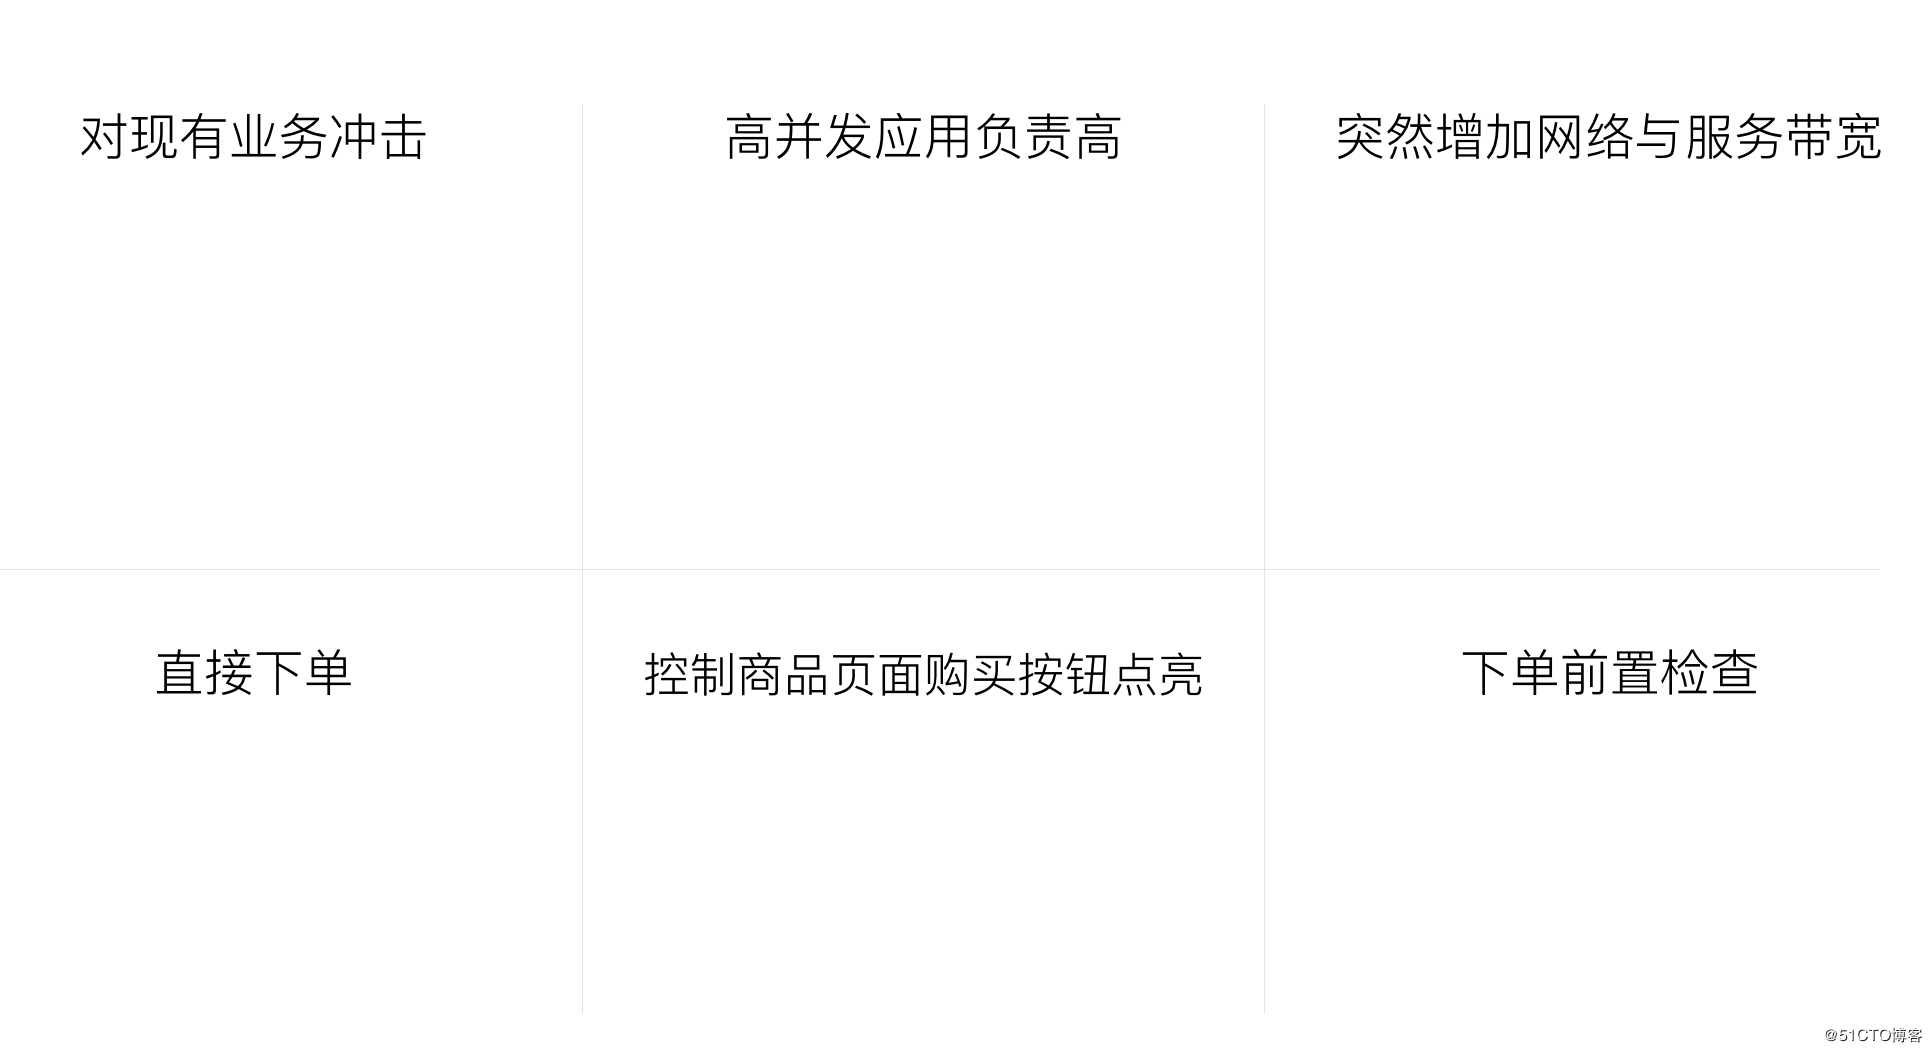 对现有业务冲击
高并发应用负责高
突然增加网络与服务带宽
直接下单
控制商品页面购买按钮点亮
下单前置检查
@51CTO博客